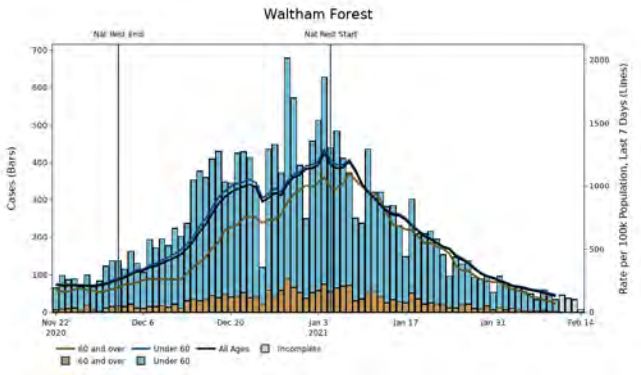 Waltham Forest
Nat Rest End
Nat Rest Start
700
600
500
400
300
200
100
0
Cases (Bars)
2000
1500
1000
500
0
Rate per 100k Population, Last 7 Days (Lines)
Nov 22
2020
Dec 6
Dec 20
Jan 3
2021
Jan 17
Jan 31
Feb 14
60 and over
Under 60
All Ages
Incomplete
60 and over
Under 60